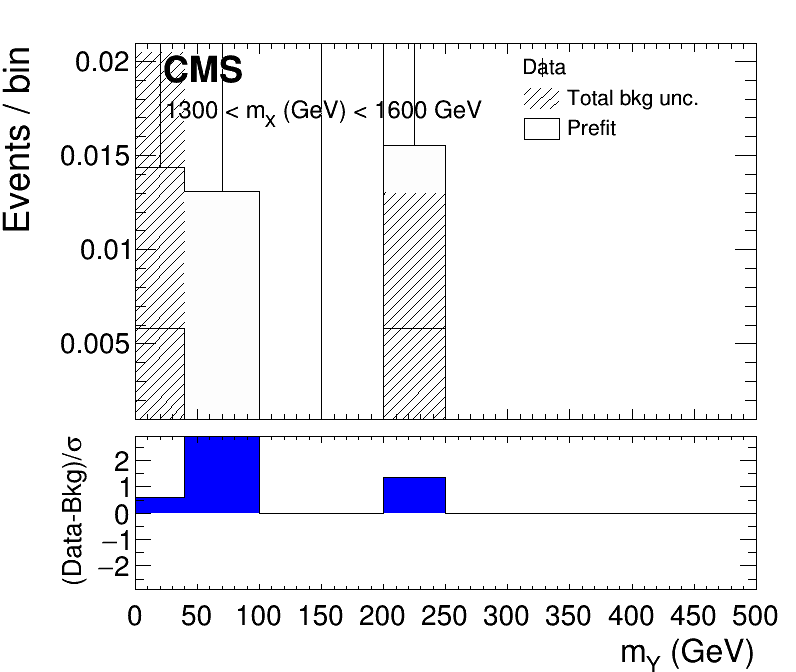 CMS
1300 < mX (GeV) < 1600 GeV
Data
Total bkg unc.
Prefit
Events / bin
0.02
0.015
0.01
0.005
(Data-Bkg)/σ
2
1
0
−1
−2
0 50 100 150 200 250 300 350 400 450 500
mY (GeV)